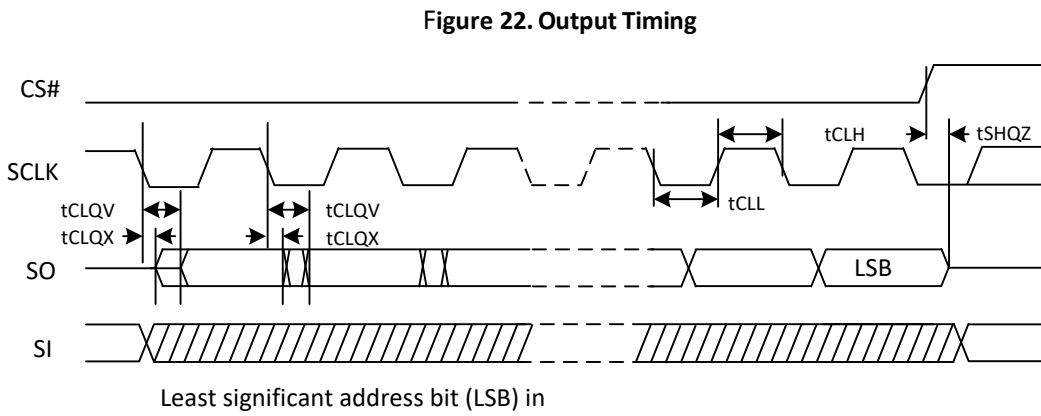 Figure 22. Output Timing
CS#
tCLH
tSHQZ
SCLK
tCLL
tCLQV
tCLQV
tCLQX
tCLQX
SO
LSB
SI
Least significant address bit (LSB) in